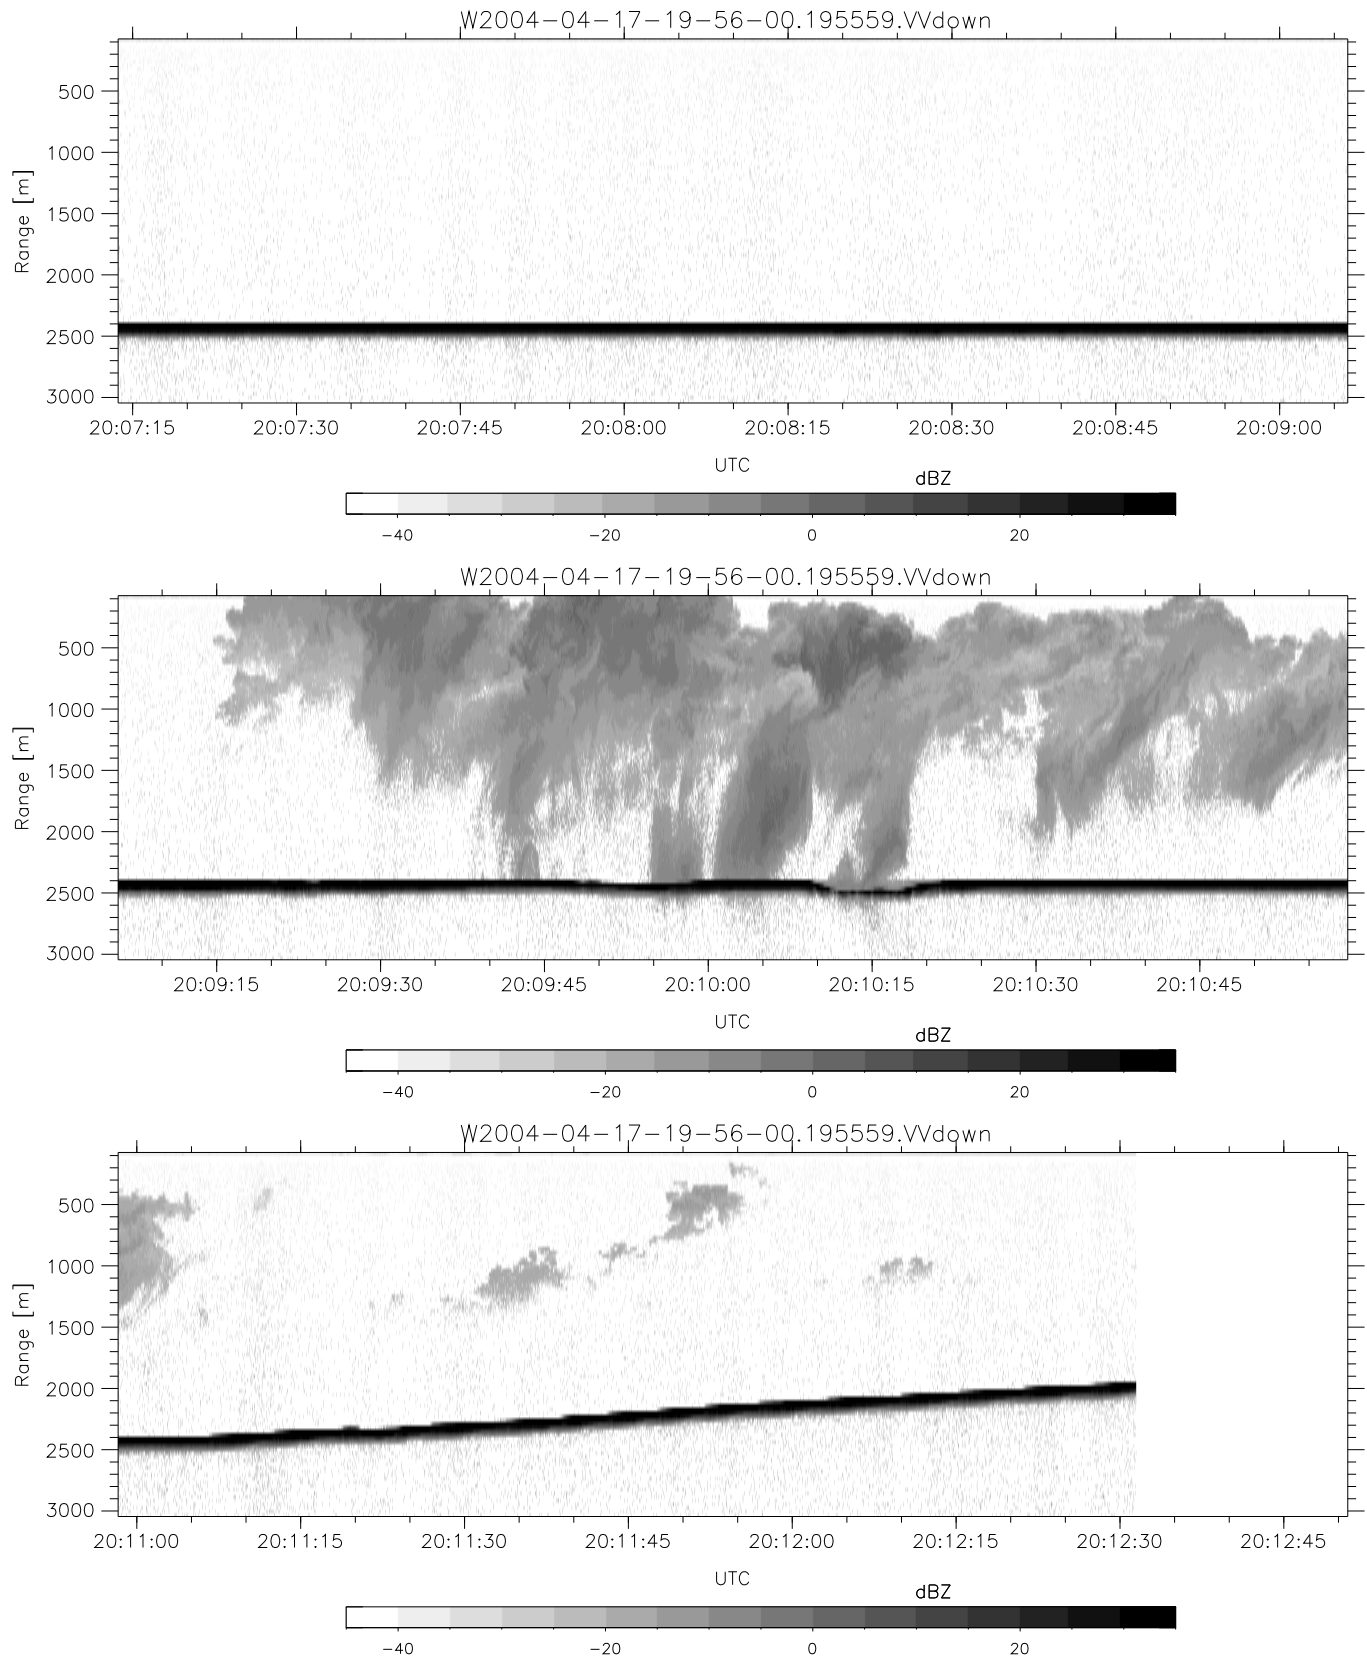 W2004-04-17-19-56-00.195559.VVdown
500
1000
1500
2000
2500
3000
Range [m]
20:07:15 20:07:30 20:07:45 20:08:00 20:08:15 20:08:30 20:08:45 20:09:00
UTC
dBZ
-40 -20 0 20
W2004-04-17-19-56-00.195559.VVdown
500
1000
1500
2000
2500
3000
Range [m]
20:09:15 20:09:30 20:09:45 20:10:00 20:10:15 20:10:30 20:10:45
UTC
dBZ
-40 -20 0 20
W2004-04-17-19-56-00.195559.VVdown
500
1000
1500
2000
2500
3000
Range [m]
20:11:00 20:11:15 20:11:30 20:11:45 20:12:00 20:12:15 20:12:30 20:12:45
UTC
dBZ
-40 -20 0 20